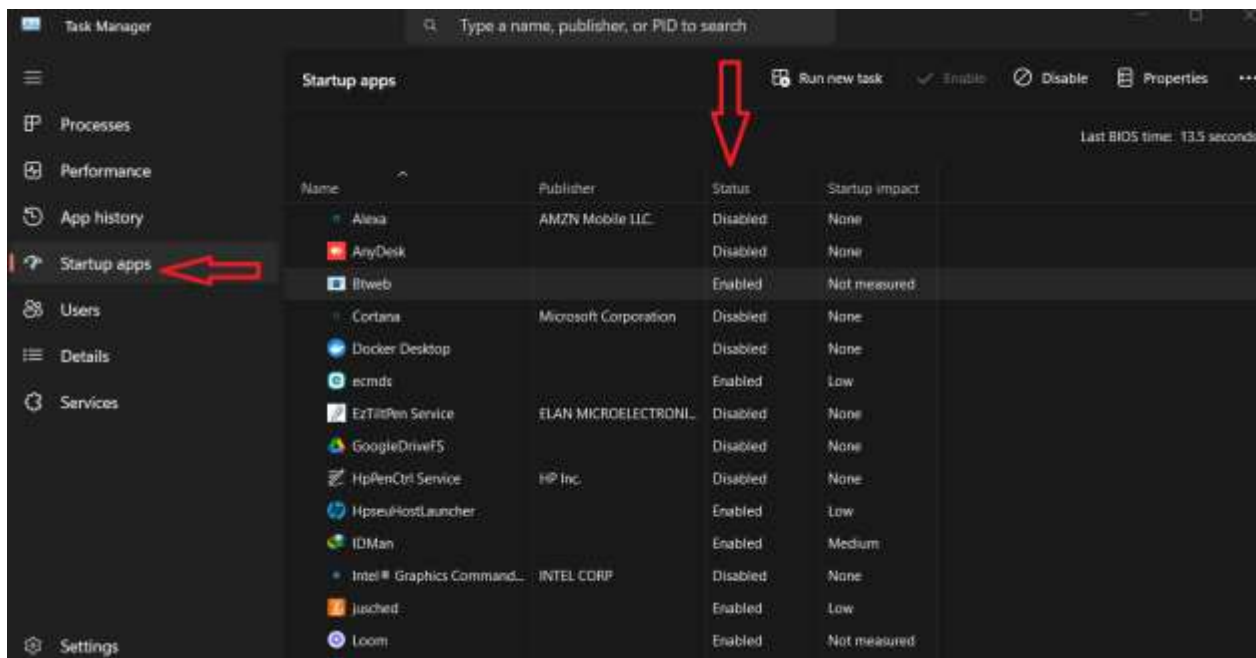 Task Manager
Type a name, publisher, or PID to search
Startup apps
Run new task
Enable
Disable
Properties
Processes
Last BIOS time: 13.5 seconds
Performance
Name Publisher Status Startup impact
App history
Alexa AMZN Mobile LLC. Disabled None
AnyDesk Disabled None
Startup apps
Btweb Enabled Not measured
Users
Cortana Microsoft Corporation Disabled None
Details
Docker Desktop Disabled None
ecmds Enabled Low
Services
EzTiltPen Service ELAN MICROELECTRONI... Disabled None
GoogleDriveFS Disabled None
HpPenCtrl Service HP Inc. Disabled None
HpseuHostLauncher Enabled Low
IDMan Enabled Medium
Intel® Graphics Command... INTEL CORP Disabled None
jusched Enabled Low
Loom Enabled Not measured
Settings